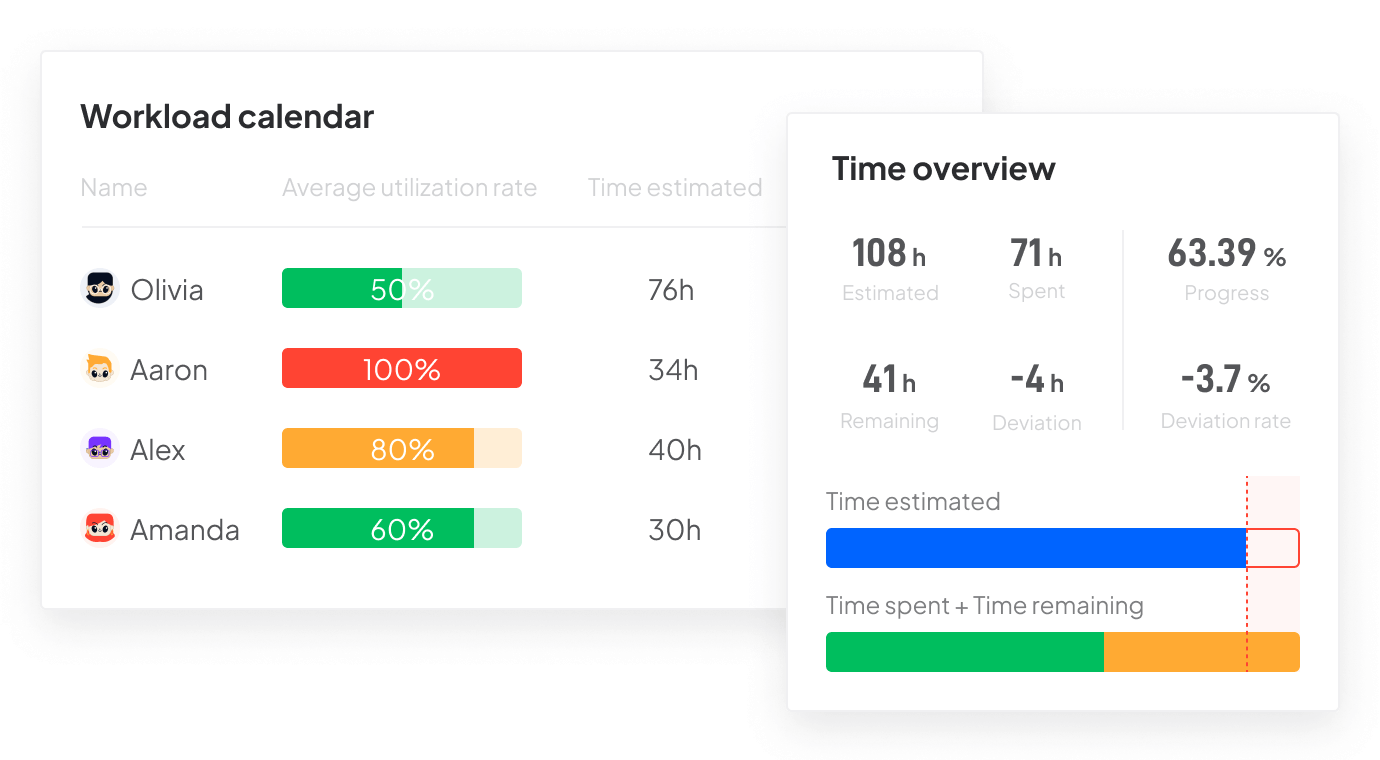 Workload calendar
Name Average utilization rate Time estimated
Olivia 50% 76h
Aaron 100% 34h
Alex 80% 40h
Amanda 60% 30h
Time overview
108 h 71 h 63.39 %
Estimated Spent Progress
41 h -4 h -3.7 %
Remaining Deviation Deviation rate
Time estimated
Time spent + Time remaining